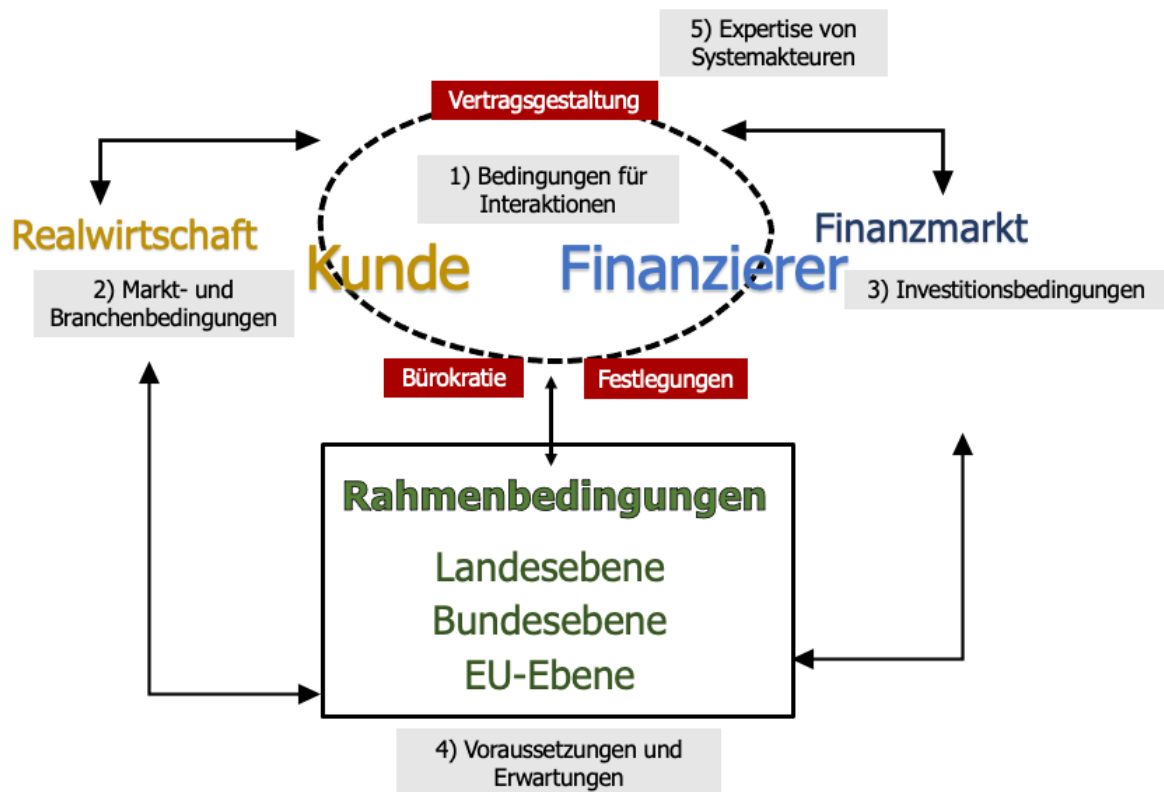 5) Expertise von
Systemakteuren
Vertragsgestaltung
1) Bedingungen für
Interaktionen
Realwirtschaft
Finanzmarkt
Kunde
Finanzierer
2) Markt- und
Branchenbedingungen
3) Investitionsbedingungen
Bürokratie
Festlegungen
Rahmenbedingungen
Landesebene
Bundesebene
EU-Ebene
4) Voraussetzungen und
Erwartungen